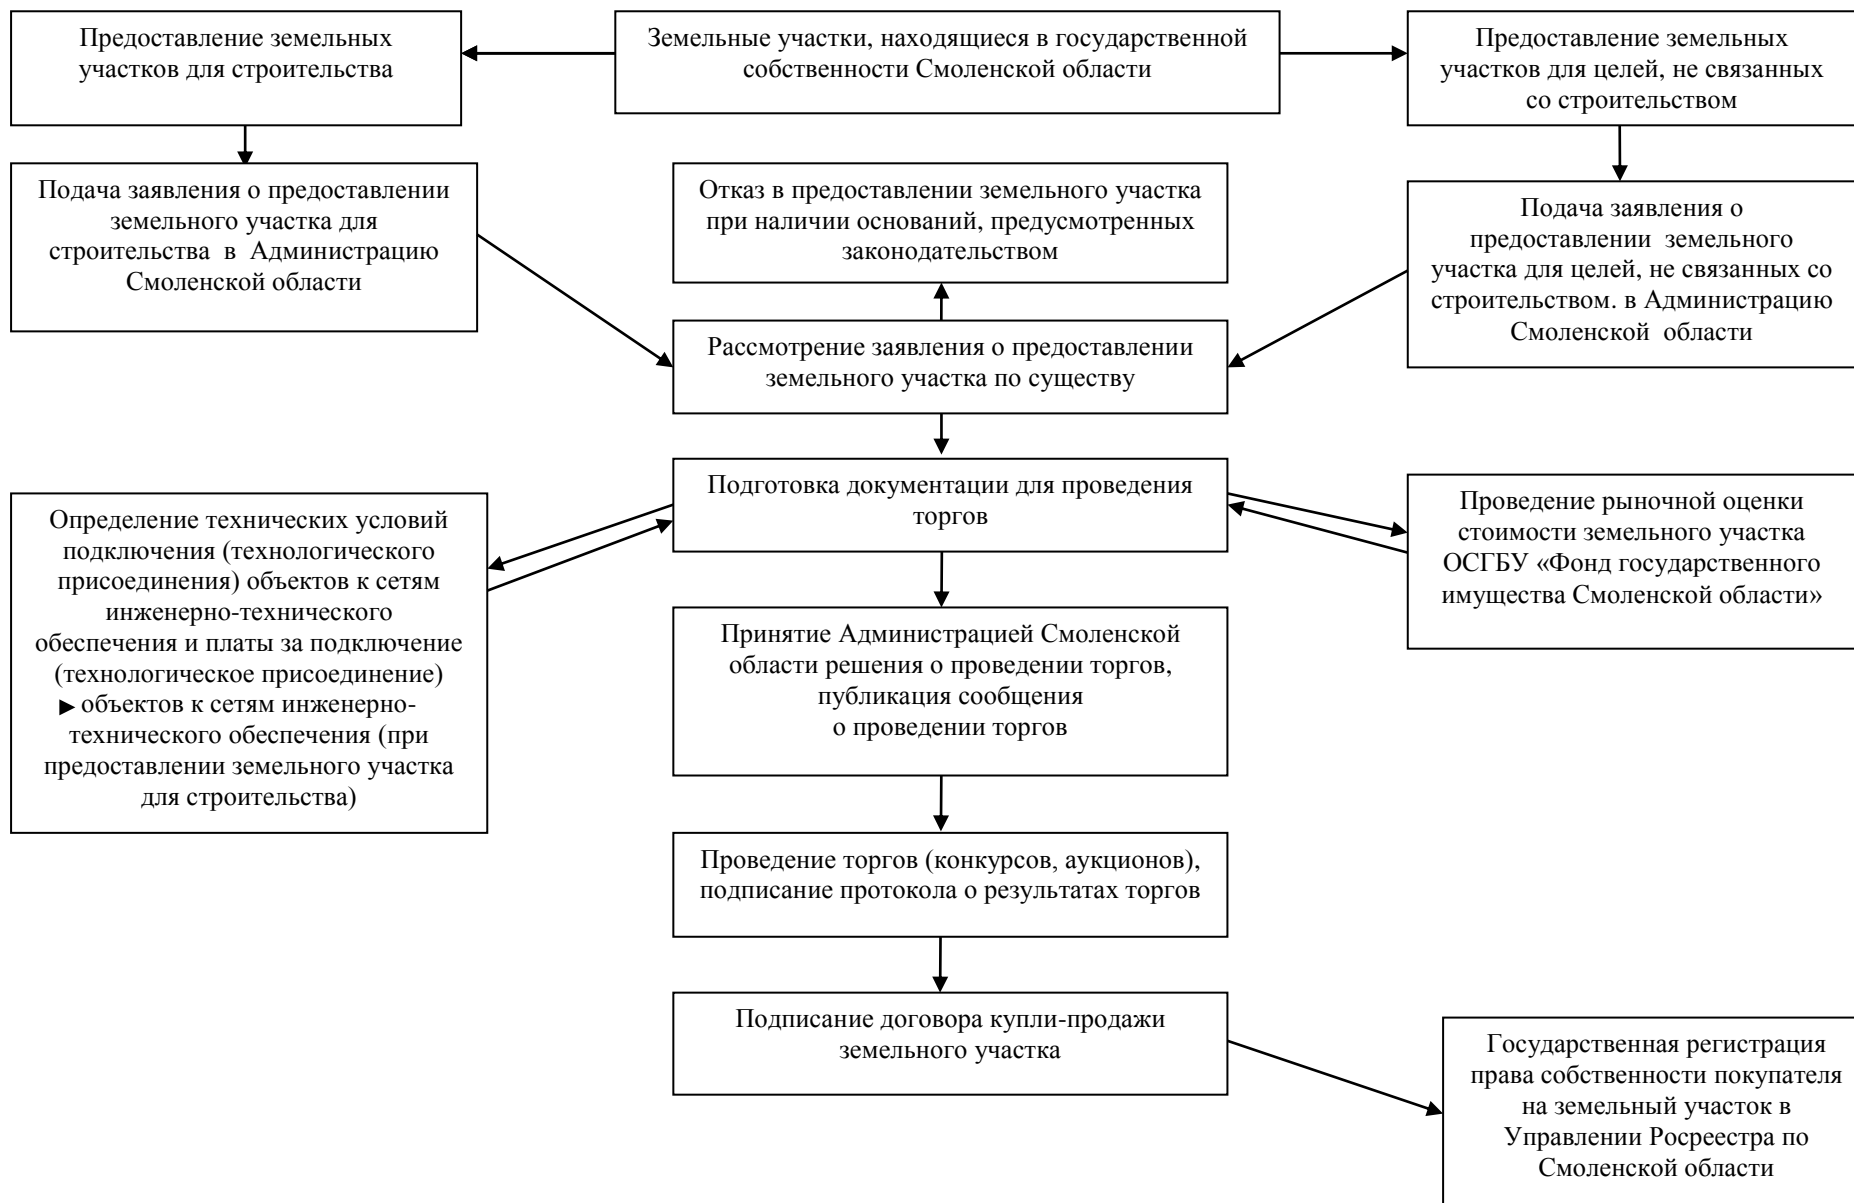 Предоставление земельных
участков для строительства
Земельные участки, находящиеся в государственной
собственности Смоленской области
Предоставление земельных
участков для целей, не связанных
со строительством
Подача заявления о предоставлении
земельного участка для
строительства в Администрацию
Смоленской области
Отказ в предоставлении земельного участка
при наличии оснований, предусмотренных
законодательством
Подача заявления о
предоставлении земельного
участка для целей, не связанных со
строительством. в Администрацию
Смоленской области
Рассмотрение заявления о предоставлении
земельного участка по существу
Подготовка документации для проведения
торгов
Определение технических условий
подключения (технологического
присоединения) объектов к сетям
инженерно-технического
обеспечения и платы за подключение
(технологическое присоединение)
объектов к сетям инженерно-
технического обеспечения (при
предоставлении земельного участка
для строительства)
Проведение рыночной оценки
стоимости земельного участка
ОСГБУ «Фонд государственного
имущества Смоленской области»
Принятие Администрацией Смоленской
области решения о проведении торгов,
публикация сообщения
о проведении торгов
Проведение торгов (конкурсов, аукционов),
подписание протокола о результатах торгов
Подписание договора купли-продажи
земельного участка
Государственная регистрация
права собственности покупателя
на земельный участок в
Управлении Росреестра по
Смоленской области